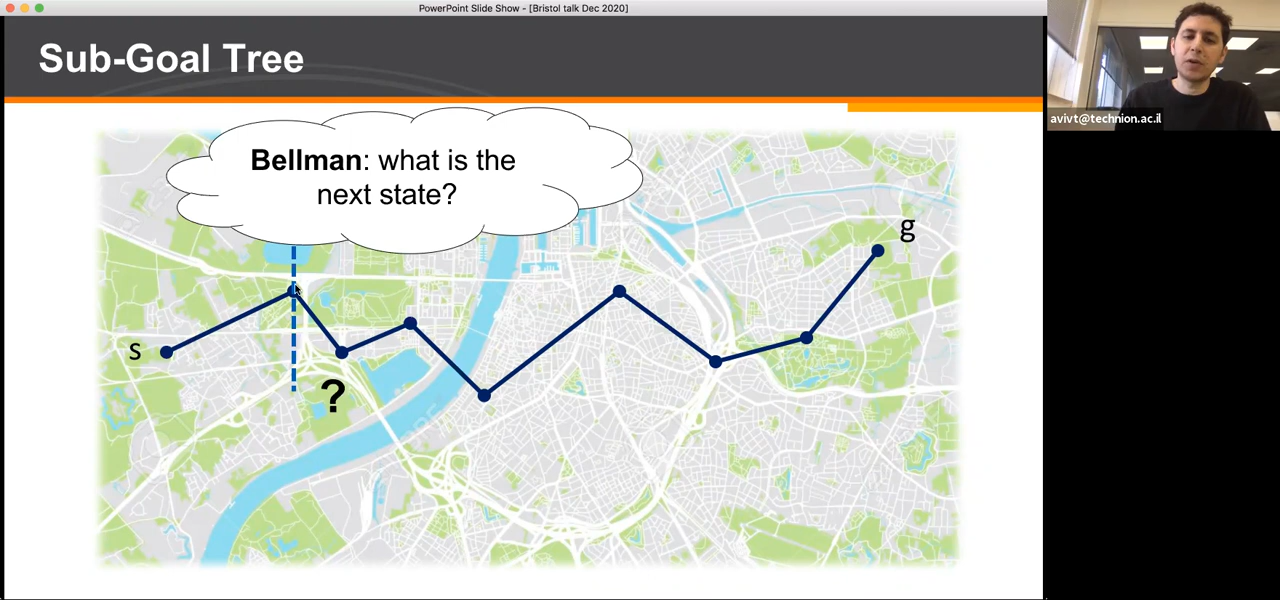 PowerPoint Slide Show - [Bristol talk Dec 2020]
Sub-Goal Tree
avivt@technion.ac.il
Bellman: what is the
next state?
g
s
?